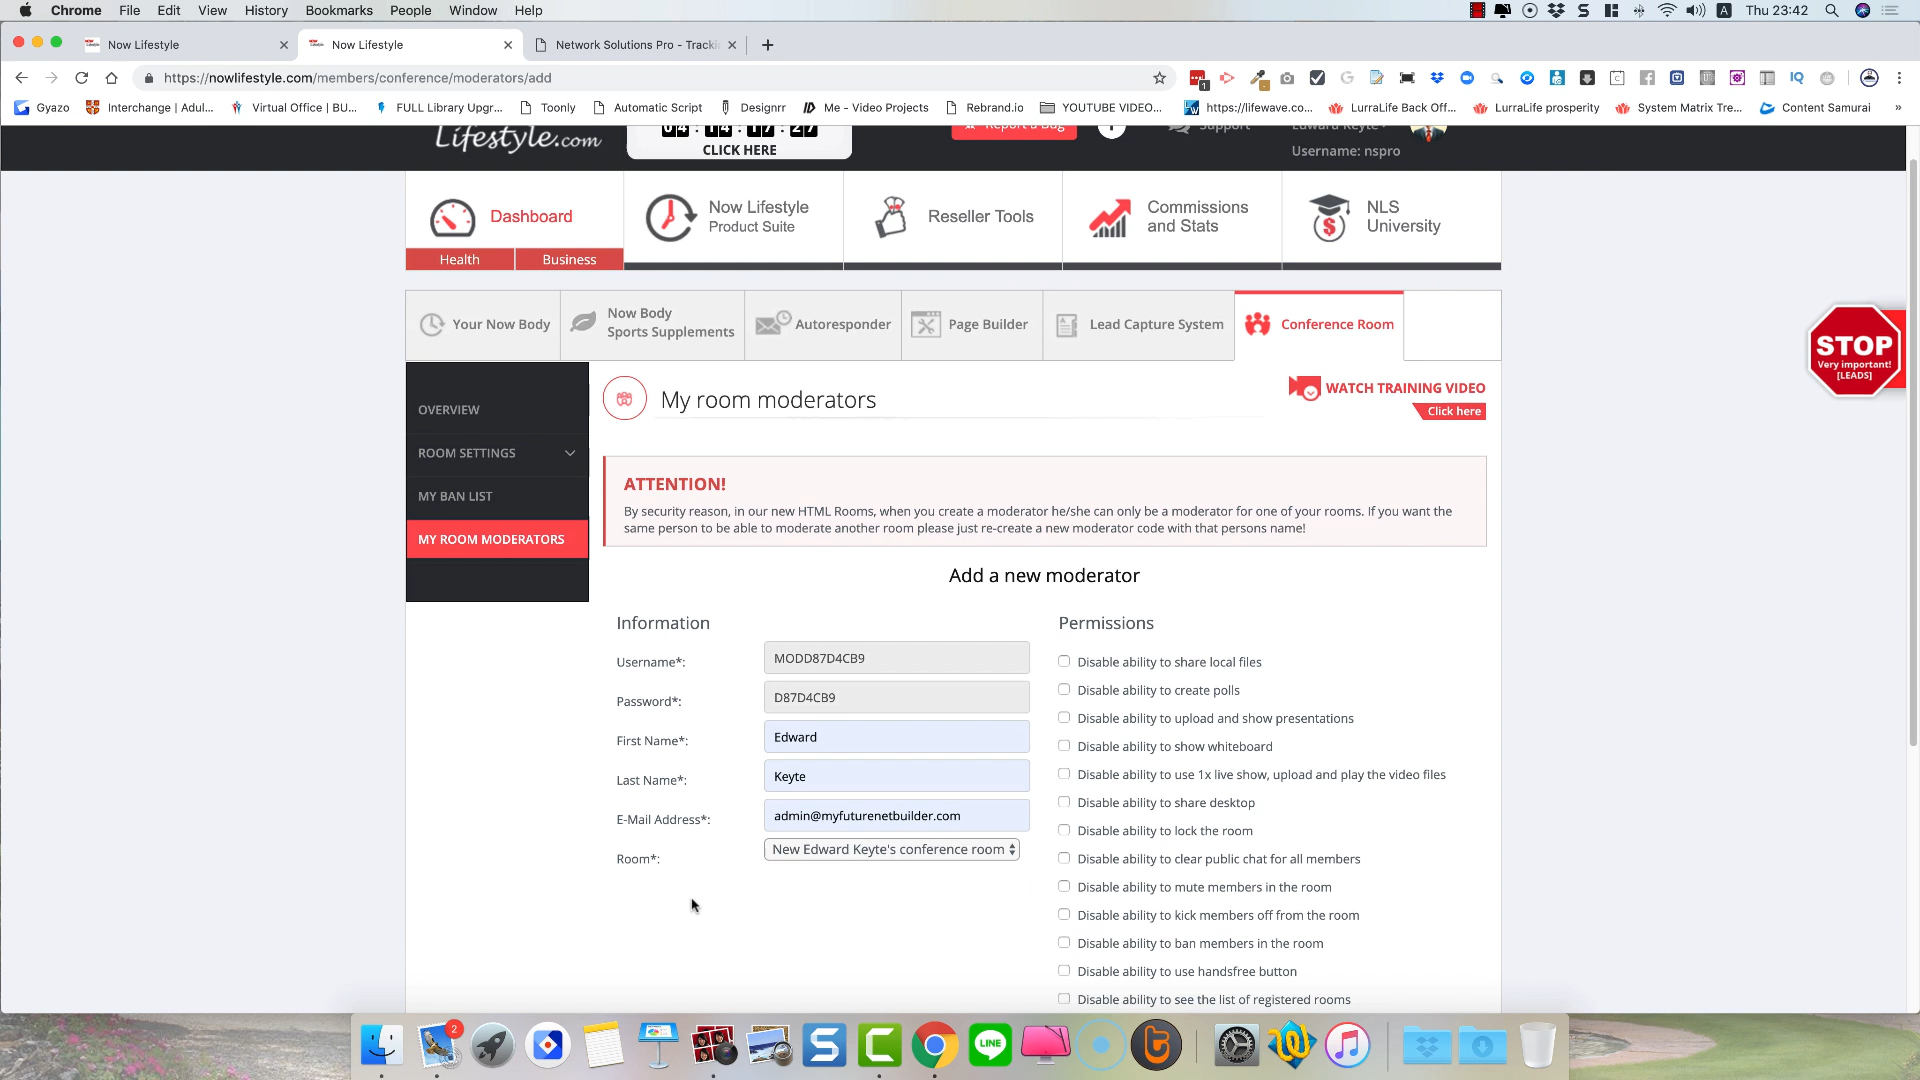 Chrome File Edit View History Bookmarks People Window Help
Thu 23:42
Now Lifestyle
Now Lifestyle
Network Solutions Pro - Tracki
https://nowlifestyle.com/members/conference/moderators/add
Gyazo
Interchange | Adul...
Virtual Office | BU...
FULL Library Upgr...
Toonly
Automatic Script
Designrr
Me - Video Projects
Rebrand.io
YOUTUBE VIDEO...
https://lifewave.co...
LurraLife Back Off...
LurraLife prosperity
System Matrix Tre...
Content Samurai
Lifestyle.com
04 : 14 : 17 : 27
CLICK HERE
Report a Bug
Support
Edward Keyte
Username: nspro
Dashboard
Health
Business
Now Lifestyle
Product Suite
Reseller Tools
Commissions
and Stats
NLS
University
Your Now Body
Now Body
Sports Supplements
Autoresponder
Page Builder
Lead Capture System
Conference Room
STOP
Very important!
[LEADS]
OVERVIEW
ROOM SETTINGS
MY BAN LIST
MY ROOM MODERATORS
My room moderators
WATCH TRAINING VIDEO
Click here
ATTENTION!
By security reason, in our new HTML Rooms, when you create a moderator he/she can only be a moderator for one of your rooms. If you want the
same person to be able to moderate another room please just re-create a new moderator code with that persons name!
Add a new moderator
Information
Username*: MODD87D4CB9
Password*: D87D4CB9
First Name*: Edward
Last Name*: Keyte
E-Mail Address*: admin@myfuturenetbuilder.com
Room*: New Edward Keyte's conference room
Permissions
Disable ability to share local files
Disable ability to create polls
Disable ability to upload and show presentations
Disable ability to show whiteboard
Disable ability to use 1x live show, upload and play the video files
Disable ability to share desktop
Disable ability to lock the room
Disable ability to clear public chat for all members
Disable ability to mute members in the room
Disable ability to kick members off from the room
Disable ability to ban members in the room
Disable ability to use handsfree button
Disable ability to see the list of registered rooms
2
LINE